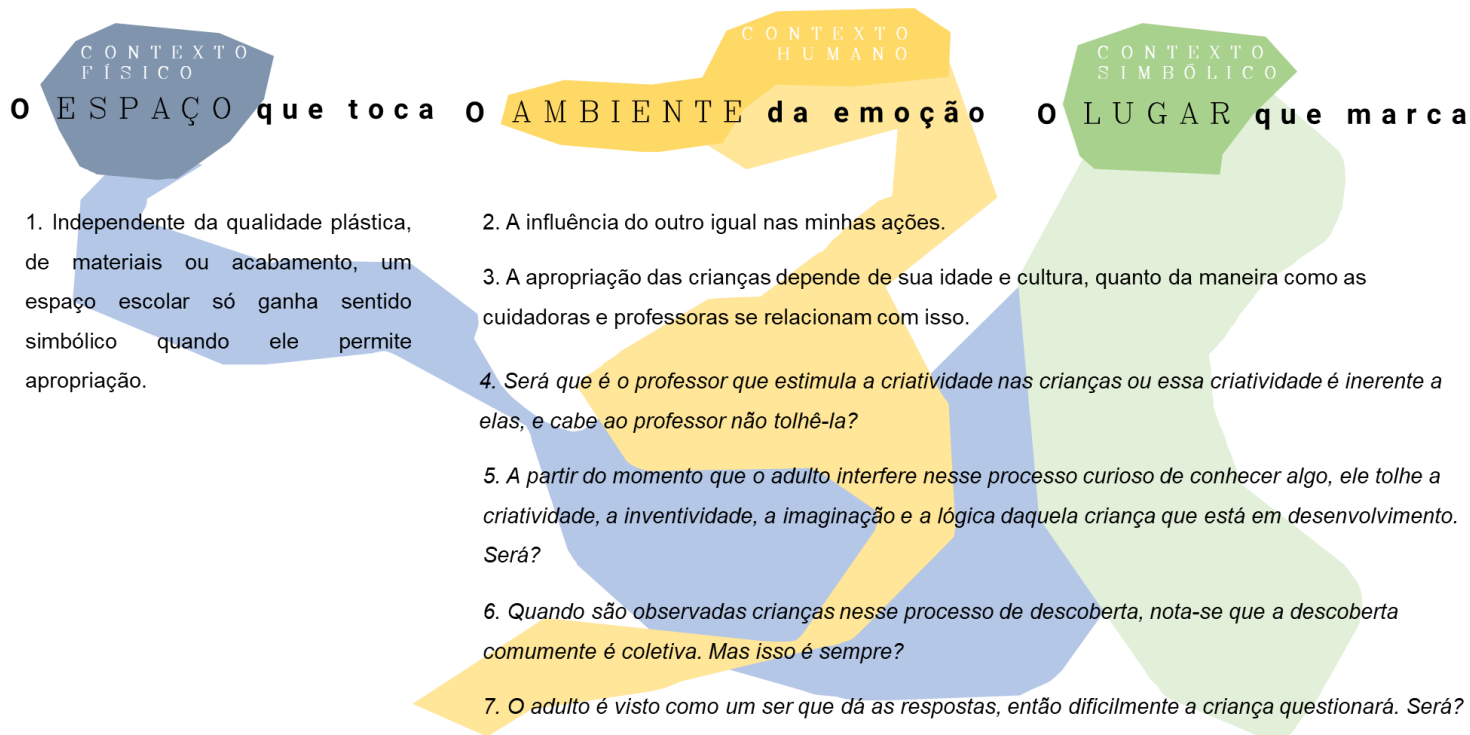 CONTEXTO
FÍSICO
O ESPAÇO que toca
CONTEXTO
HUMANO
O AMBIENTE da emoção
CONTEXTO
SIMBÓLICO
O LUGAR que marca
1. Independente da qualidade plástica,
de materiais ou acabamento, um
espaço escolar só ganha sentido
simbólico quando ele permite
apropriação.
2. A influência do outro igual nas minhas ações.
3. A apropriação das crianças depende de sua idade e cultura, quanto da maneira como as
cuidadoras e professoras se relacionam com isso.
4. Será que é o professor que estimula a criatividade nas crianças ou essa criatividade é inerente a
elas, e cabe ao professor não tolhê-la?
5. A partir do momento que o adulto interfere nesse processo curioso de conhecer algo, ele tolhe a
criatividade, a inventividade, a imaginação e a lógica daquela criança que está em desenvolvimento.
Será?
6. Quando são observadas crianças nesse processo de descoberta, nota-se que a descoberta
comumente é coletiva. Mas isso é sempre?
7. O adulto é visto como um ser que dá as respostas, então dificilmente a criança questionará. Será?